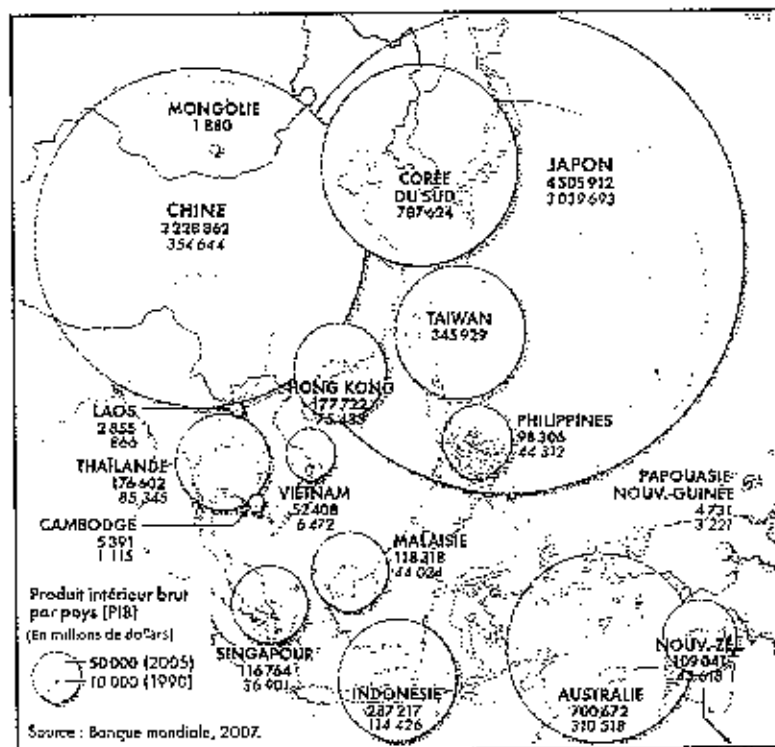 MONGOLIE
1 880
CHINE
2 228 862
354 644
CORÉE
DU SUD
787 624
JAPON
4 505 912
3 039 693
TAIWAN
345 929
HONG KONG
177 722
75 433
LAOS
2 855
866
PHILIPPINES
98 306
44 312
THAÏLANDE
176 602
85 345
VIETNAM
52 408
6 472
PAPOUASIE
NOUV.-GUINÉE
4 731
3 221
CAMBODGE
5 391
1 115
MALAISIE
118 318
44 024
Produit intérieur brut
par pays (PIB)
(En millions de dollars)
50 000 (2005)
10 000 (1990)
SINGAPOUR
116 764
36 901
INDONÉSIE
287 217
114 426
AUSTRALIE
700 672
310 518
NOUV.-ZÉL.
109 041
43 618
Source : Banque mondiale, 2007.